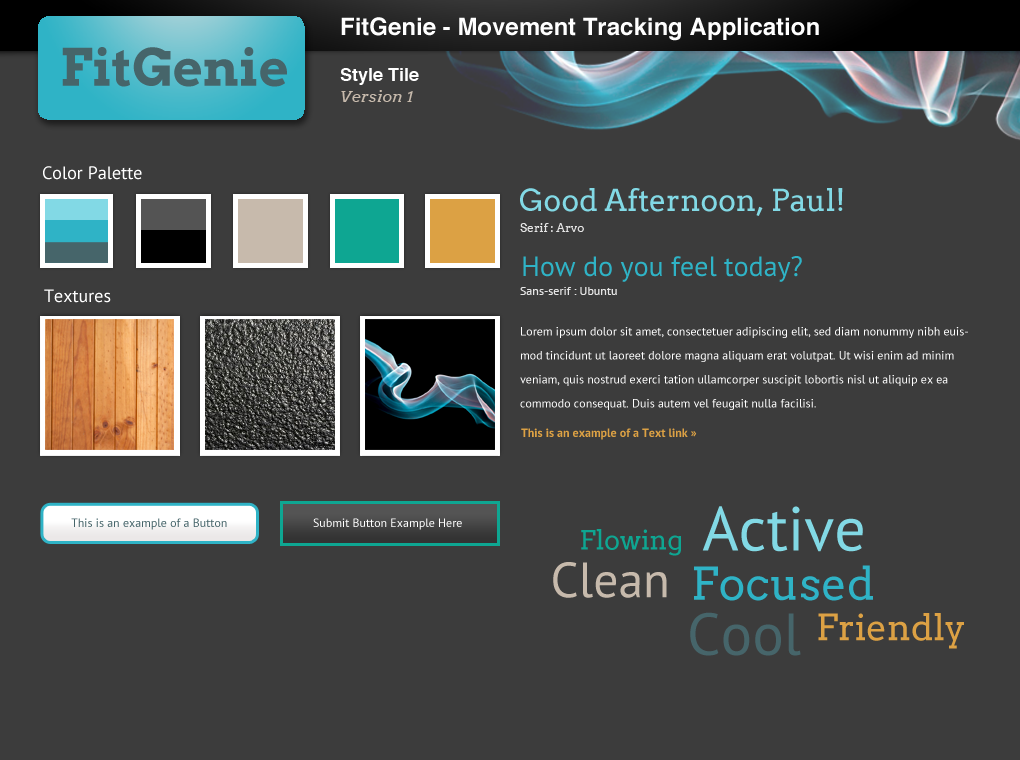 FitGenie
FitGenie - Movement Tracking Application
Style Tile
Version 1
Color Palette
Textures
This is an example of a Button
Submit Button Example Here
Good Afternoon, Paul!
Serif : Arvo
How do you feel today?
Sans-serif : Ubuntu
Lorem ipsum dolor sit amet, consectetuer adipiscing elit, sed diam nonummy nibh euis-
mod tincidunt ut laoreet dolore magna aliquam erat volutpat. Ut wisi enim ad minim
veniam, quis nostrud exerci tation ullamcorper suscipit lobortis nisl ut aliquip ex ea
commodo consequat. Duis autem vel feugait nulla facilisi.
This is an example of a Text link »
Flowing
Active
Clean
Focused
Cool
Friendly